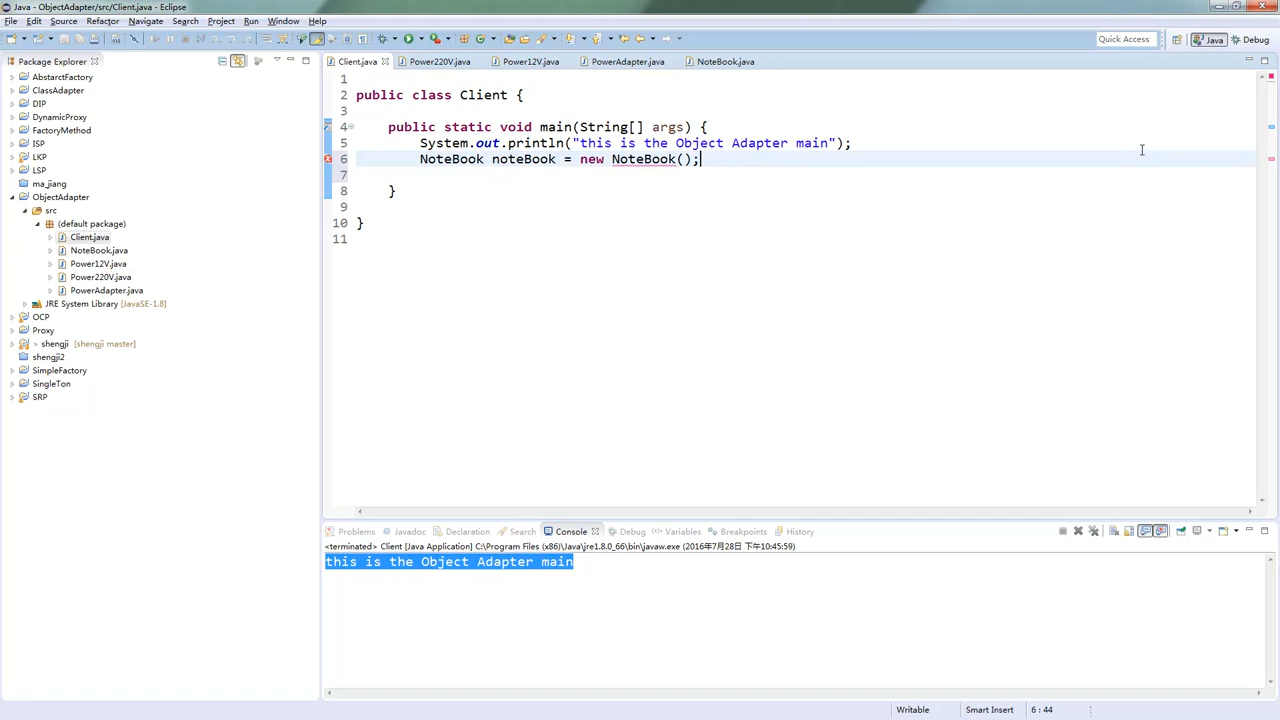 Java - ObjectAdapter/src/Client.java - Eclipse
File Edit Source Refactor Navigate Search Project Run Window Help
Quick Access
Java
Debug
Package Explorer
AbstarctFactory
ClassAdapter
DIP
DynamicProxy
FactoryMethod
ISP
LKP
LSP
ma_jiang
ObjectAdapter
src
(default package)
Client.java
NoteBook.java
Power12V.java
Power220V.java
PowerAdapter.java
JRE System Library [JavaSE-1.8]
OCP
Proxy
> shengji [shengji master]
shengji2
SimpleFactory
SingleTon
SRP
Client.java Power220V.java Power12V.java PowerAdapter.java NoteBook.java
1
2 public class Client {
3
4 public static void main(String[] args) {
5 System.out.println("this is the Object Adapter main");
6 NoteBook noteBook = new NoteBook();
7
8 }
9
10 }
11
Problems Javadoc Declaration Search Console Debug Variables Breakpoints History
<terminated> Client [Java Application] C:\Program Files (x86)\Java\jre1.8.0_66\bin\javaw.exe (2016年7月28日 下午10:45:59)
this is the Object Adapter main
Writable Smart Insert 6 : 44